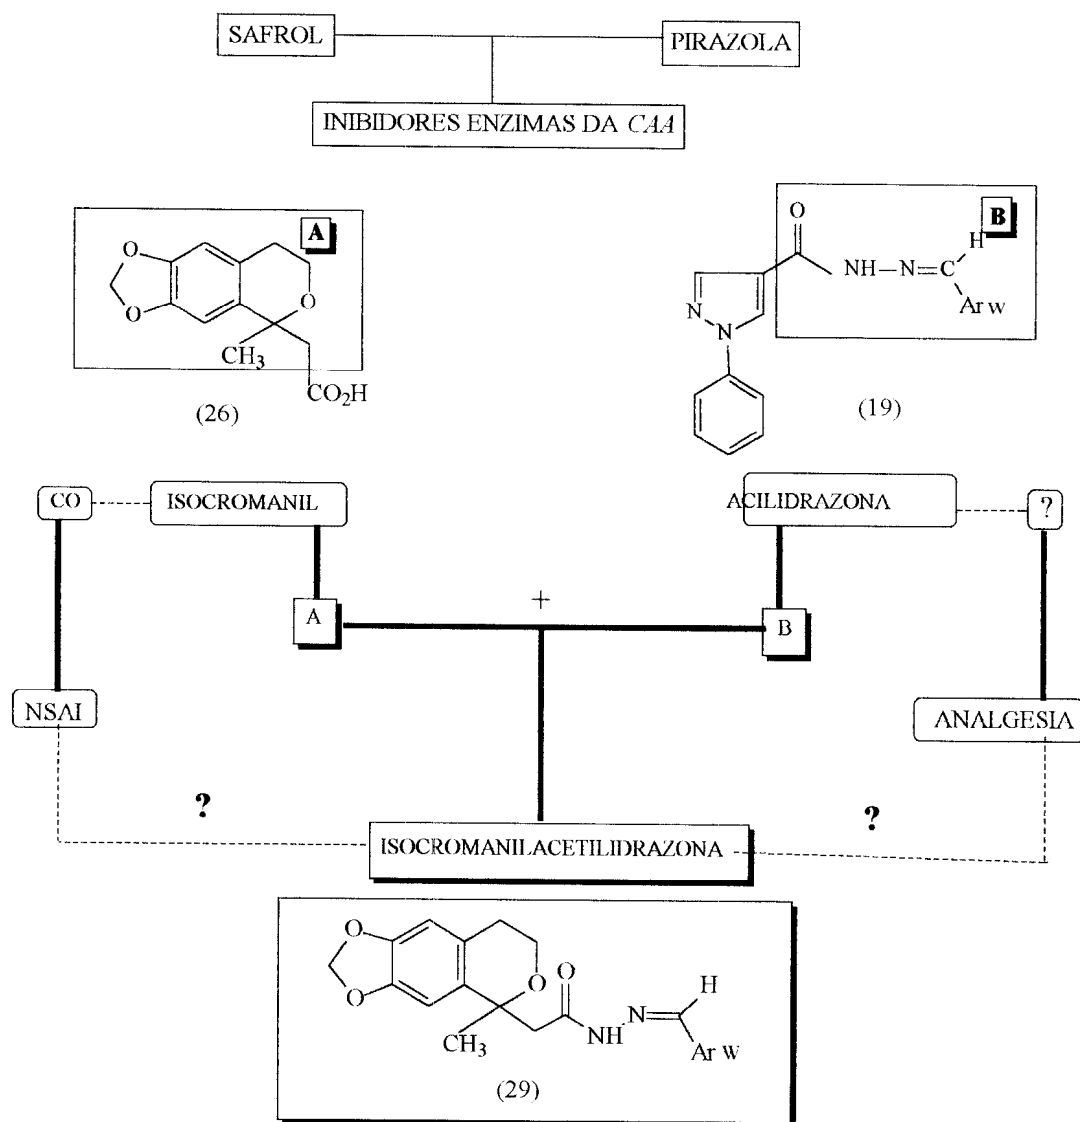 SAFROL
PIRAZOLA
INIBIDORES ENZIMAS DA CAA
A
O
O
O
CH3
CO2H
(26)
B
O
H
NH-N=C
Ar w
N
N
(19)
CO
ISOCROMANIL
ACILIDRAZONA
?
A
+
B
NSAI
ANALGESIA
?
?
ISOCROMANILACETILIDRAZONA
O
O
O
O
H
N
NH
CH3
Ar w
(29)